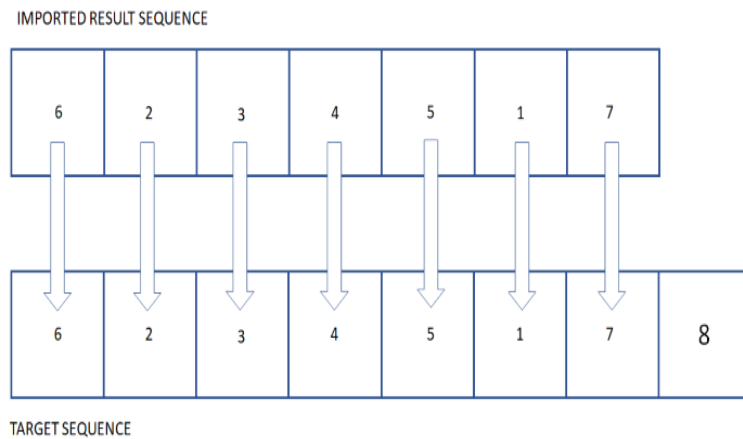 IMPORTED RESULT SEQUENCE
6 2 3 4 5 1 7
6 2 3 4 5 1 7 8
TARGET SEQUENCE